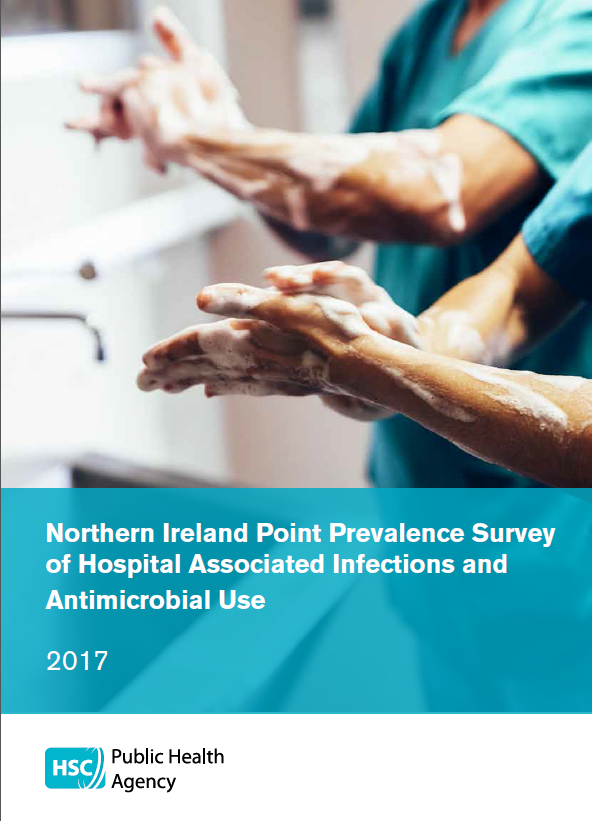 Northern Ireland Point Prevalence Survey
of Hospital Associated Infections and
Antimicrobial Use
2017
HSC
Public Health
Agency